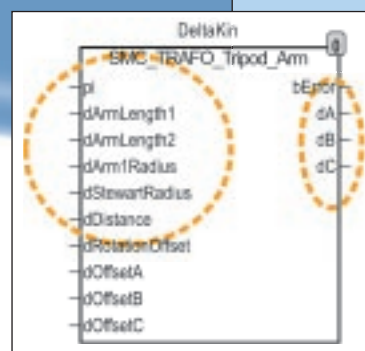 DeltaKin
SMC_TRAFO_Tripod_Arm
pi
bError
dArmLength1
dA
dArmLength2
dB
dArm1Radius
dC
dStewartRadius
dDistance
dRotationOffset
dOffsetA
dOffsetB
dOffsetC